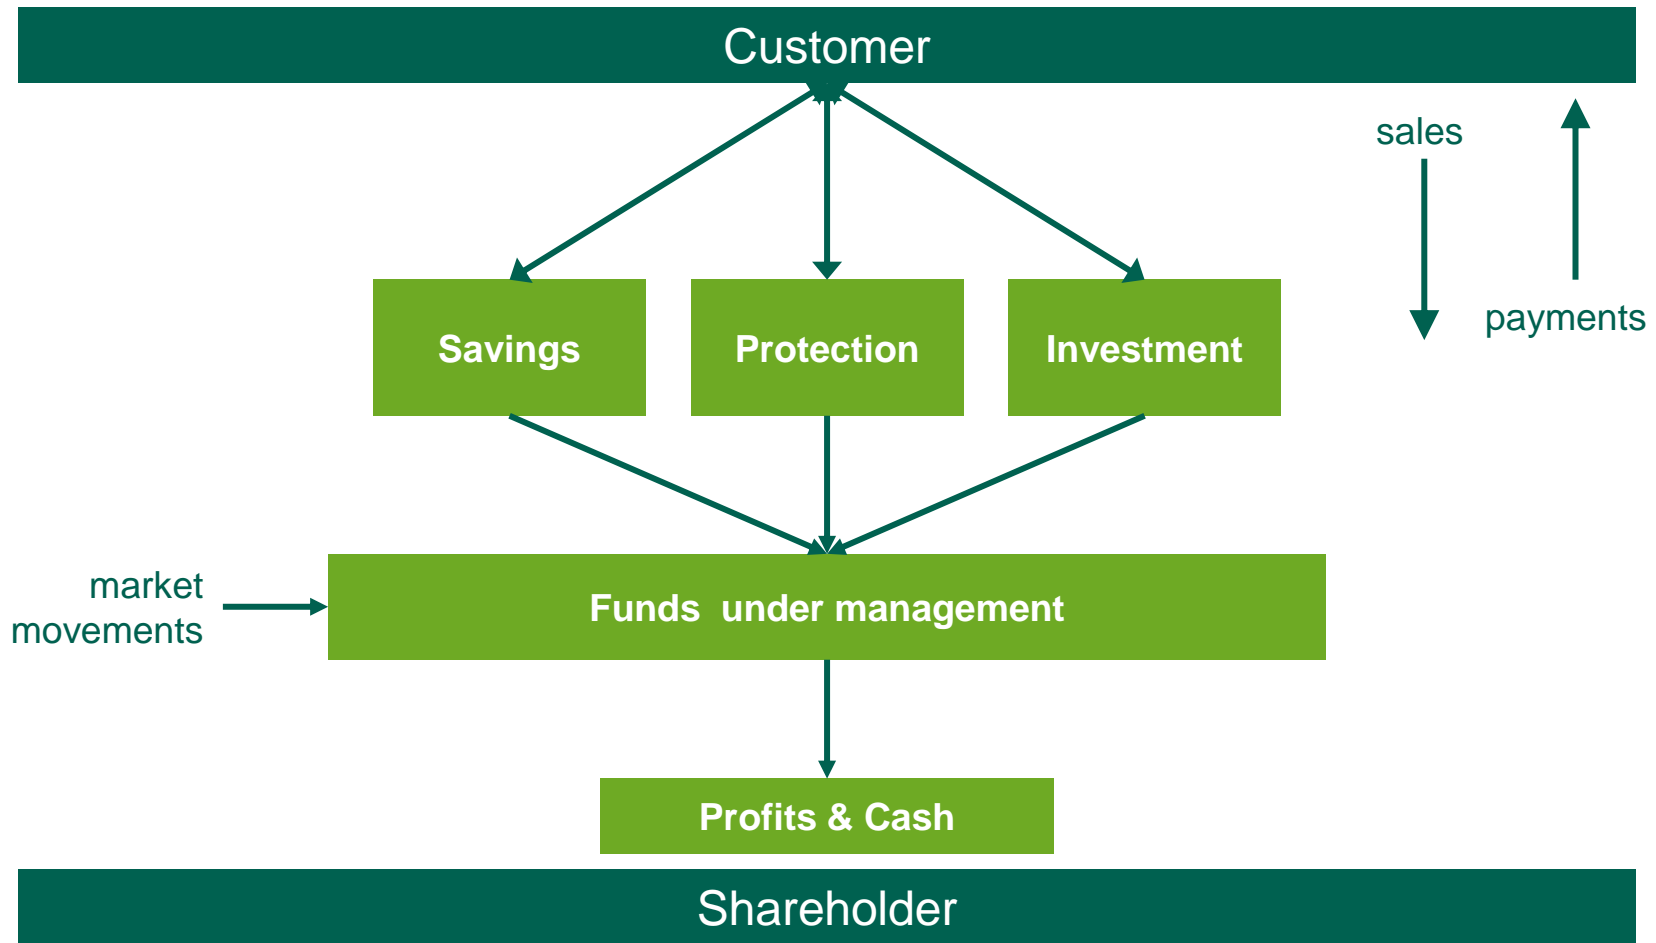 Customer
sales
payments
Savings
Protection
Investment
market
movements
Funds  under management
Profits & Cash
Shareholder